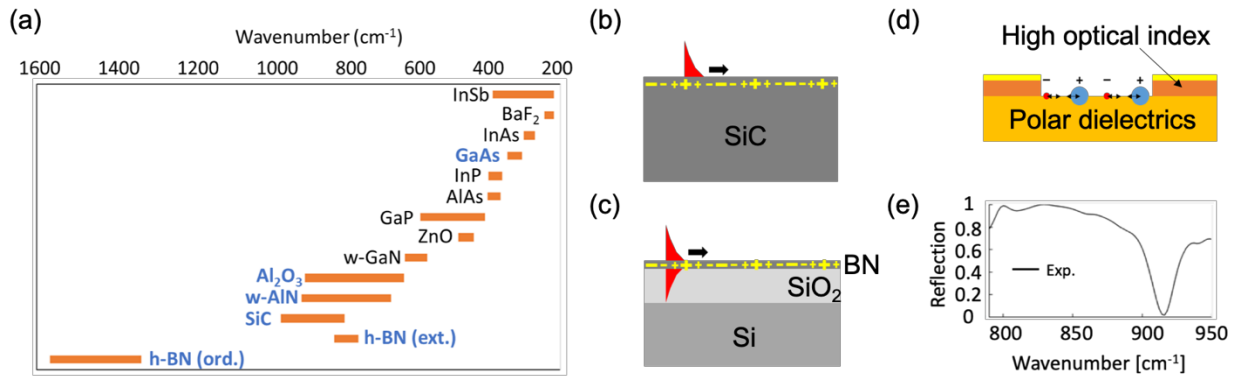 (a)
Wavenumber (cm⁻¹)
1600 1400 1200 1000 800 600 400 200
InSb
BaF₂
InAs
GaAs
InP
AlAs
GaP
ZnO
w-GaN
Al₂O₃
w-AlN
SiC
h-BN (ext.)
h-BN (ord.)
(b)
SiC
(c)
BN
SiO₂
Si
(d)
High optical index
− + − +
Polar dielectrics
(e)
Reflection
1
0.8
0.6
0.4
0.2
0
Exp.
800 850 900 950
Wavenumber [cm⁻¹]